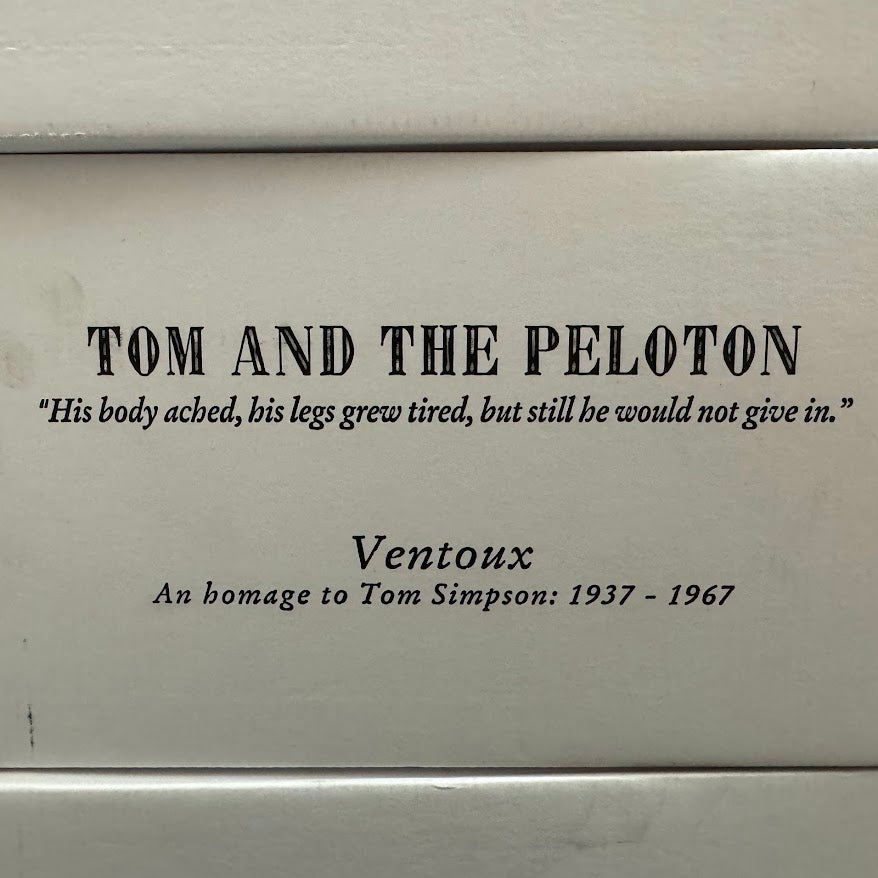 TOM AND THE PELOTON
"His body ached, his legs grew tired, but still he would not give in.”
Ventoux
An homage to Tom Simpson: 1937 - 1967